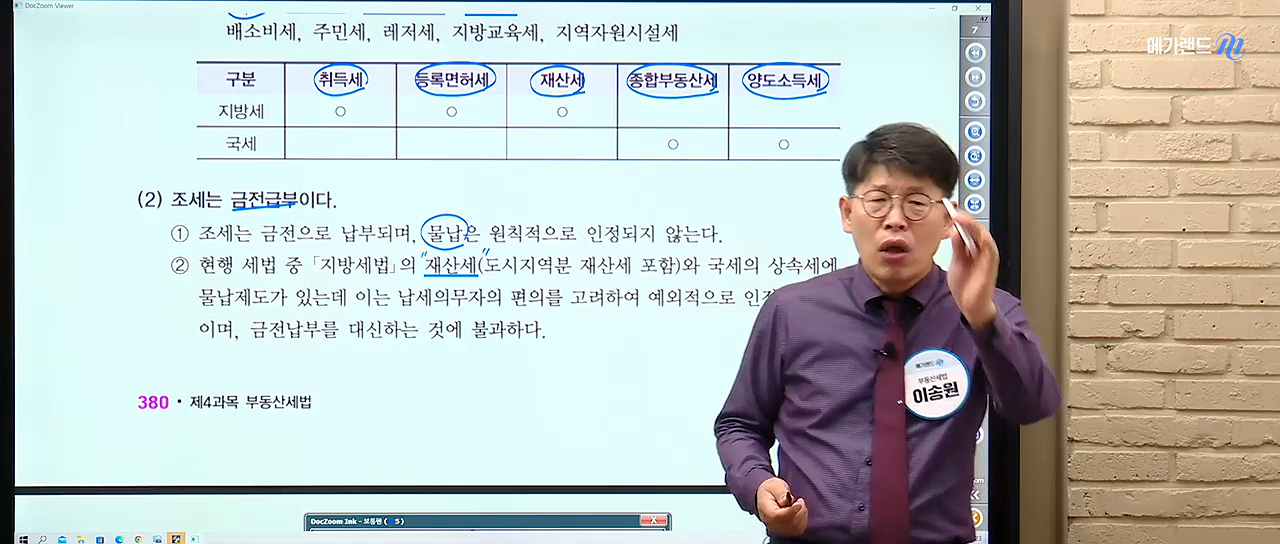 DocZoom Viewer
47
7
메가랜드
배소비세, 주민세, 레저세, 지방교육세, 지역자원시설세
구분 취득세 등록면허세 재산세 종합부동산세 양도소득세
지방세 ○ ○ ○
국세 ○ ○
(2) 조세는 금전급부이다.
① 조세는 금전으로 납부되며, 물납은 원칙적으로 인정되지 않는다.
② 현행 세법 중 「지방세법」의 "재산세(도시지역분 재산세 포함)"와 국세의 상속세에
물납제도가 있는데 이는 납세의무자의 편의를 고려하여 예외적으로
이며, 금전납부를 대신하는 것에 불과하다.
메가랜드
부동산세법
이송원
380 • 제4과목 부동산세법
DocZoom Ink - 보통펜 ( 5 )